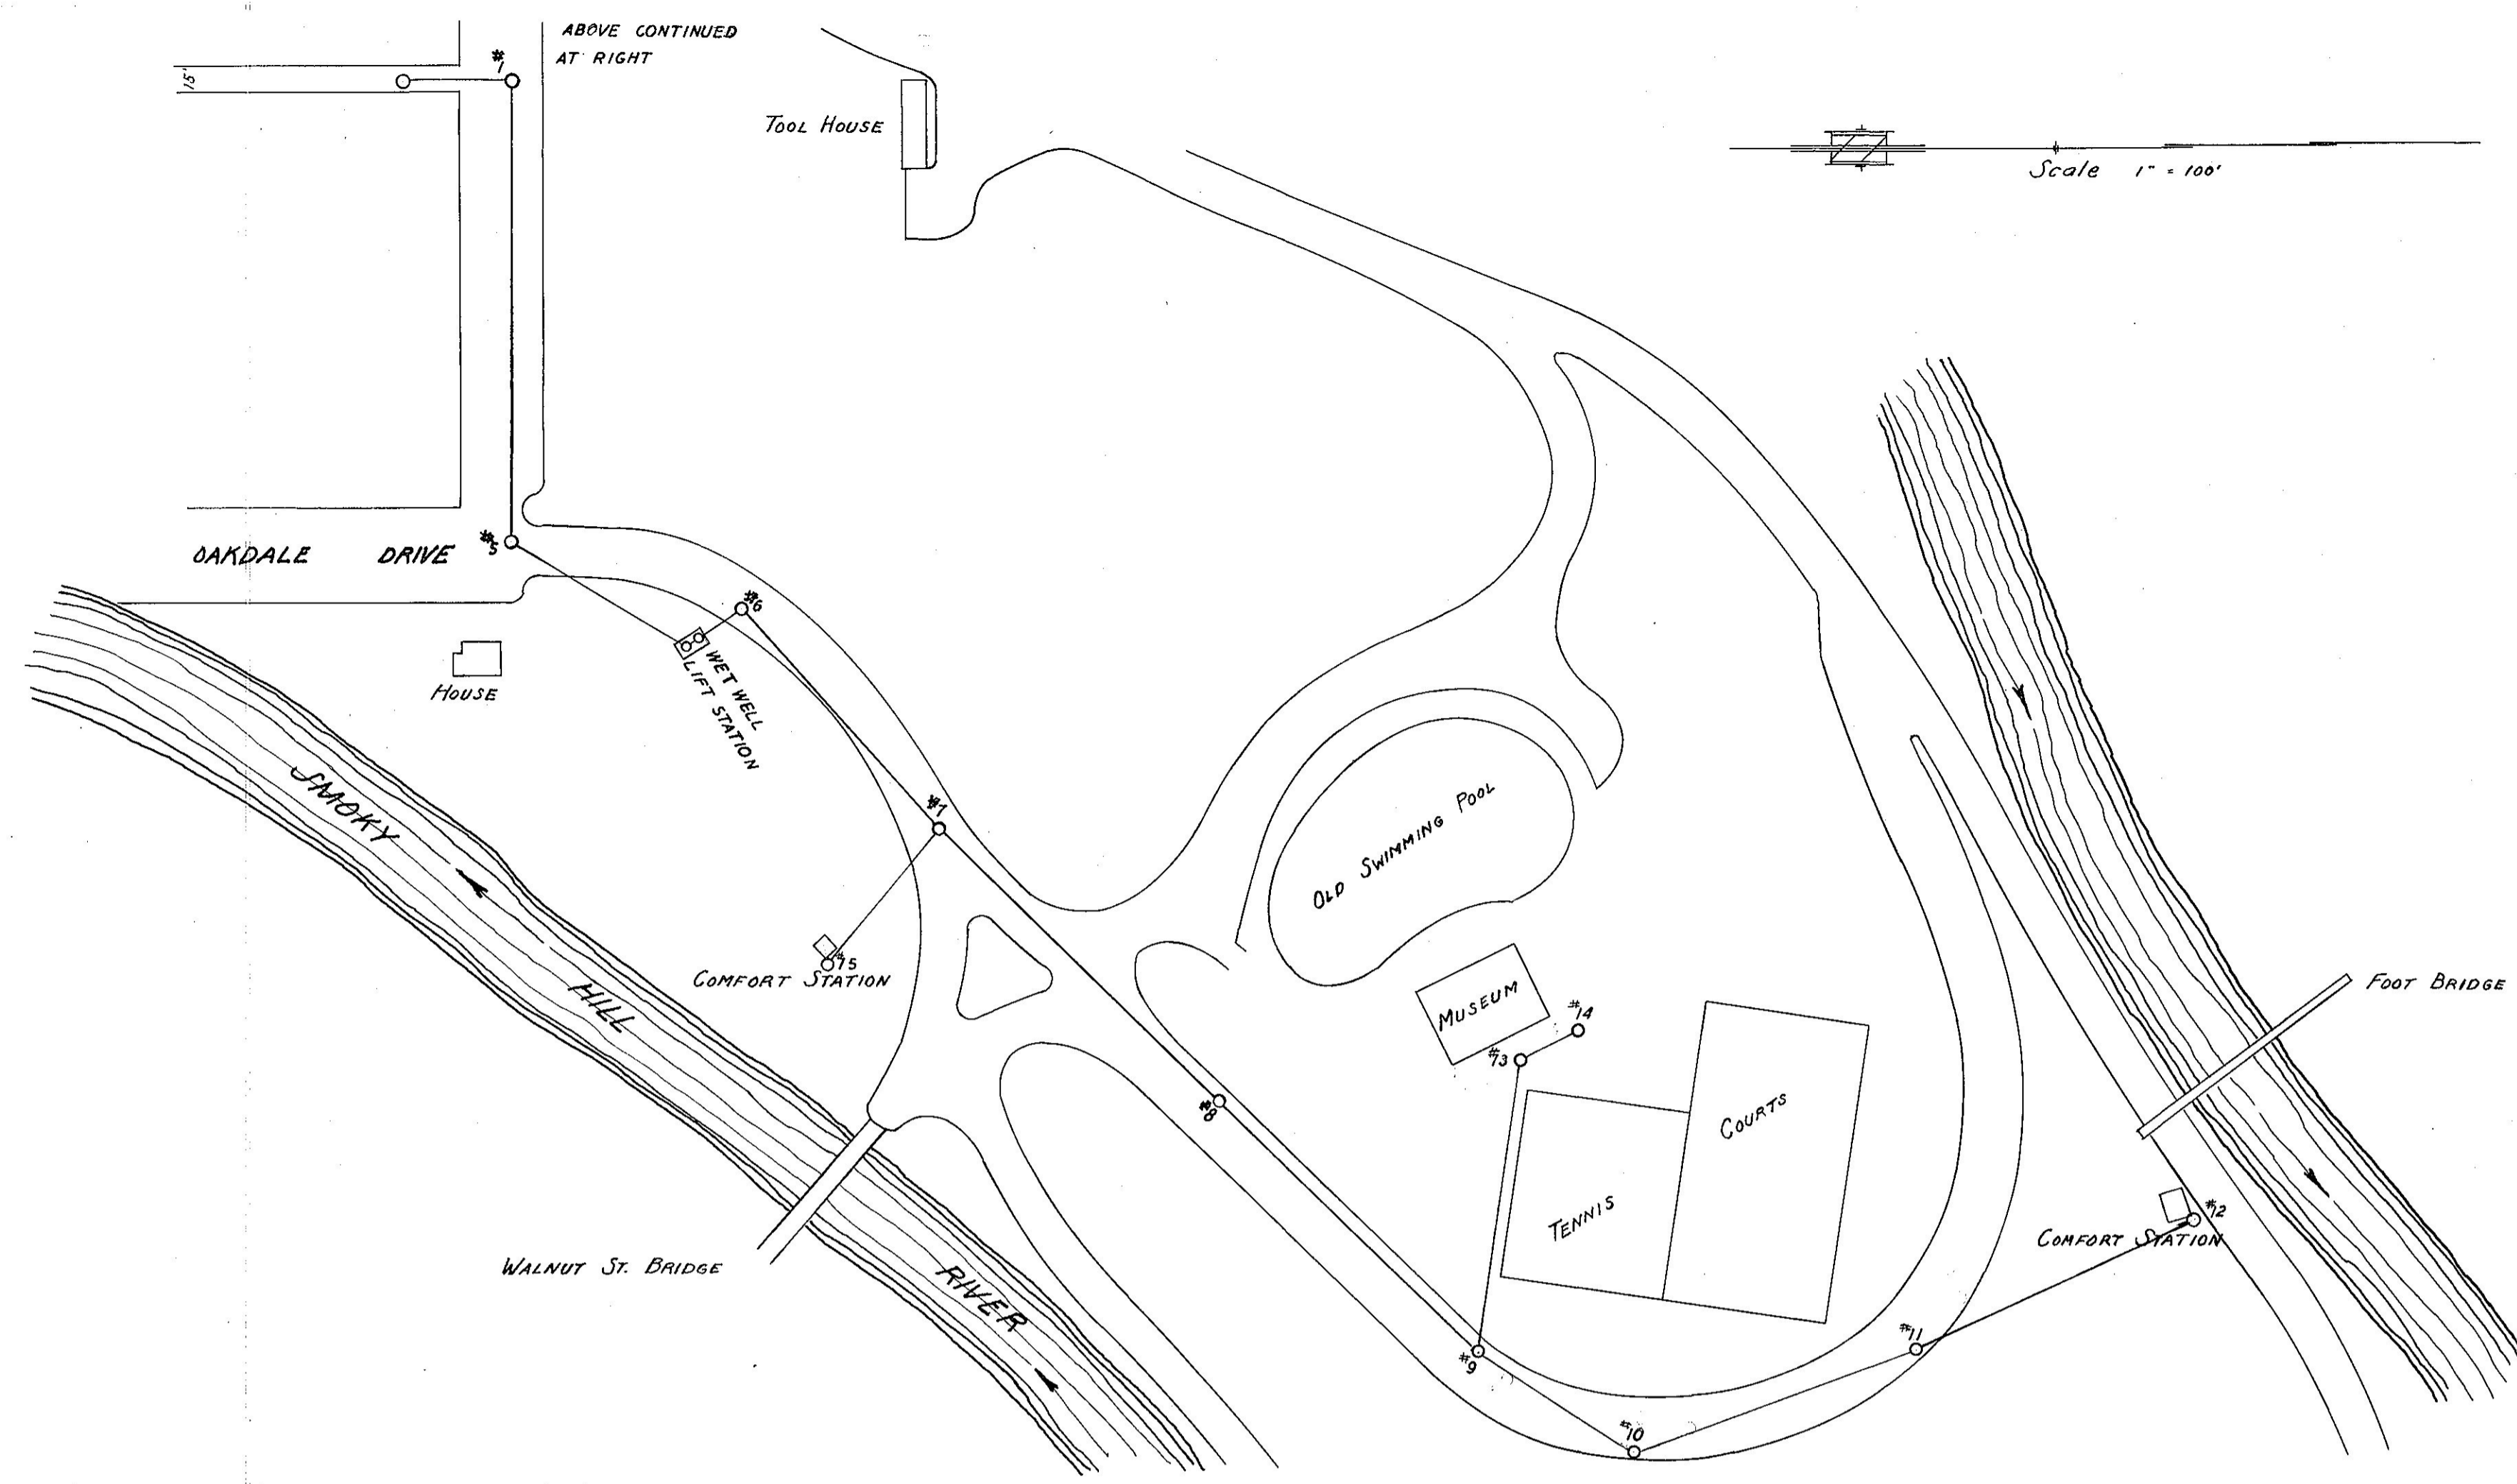 ABOVE CONTINUED
AT RIGHT
#1
15'
TOOL HOUSE
Scale 1" = 100'
#5
OAKDALE DRIVE
#6
HOUSE
WET WELL
LIFT STATION
#7
SMOKY
HILL
RIVER
OLD SWIMMING POOL
#15
COMFORT STATION
FOOT BRIDGE
MUSEUM
#14
#13
#8
COURTS
TENNIS
#12
COMFORT STATION
WALNUT ST. BRIDGE
#11
#9
#10